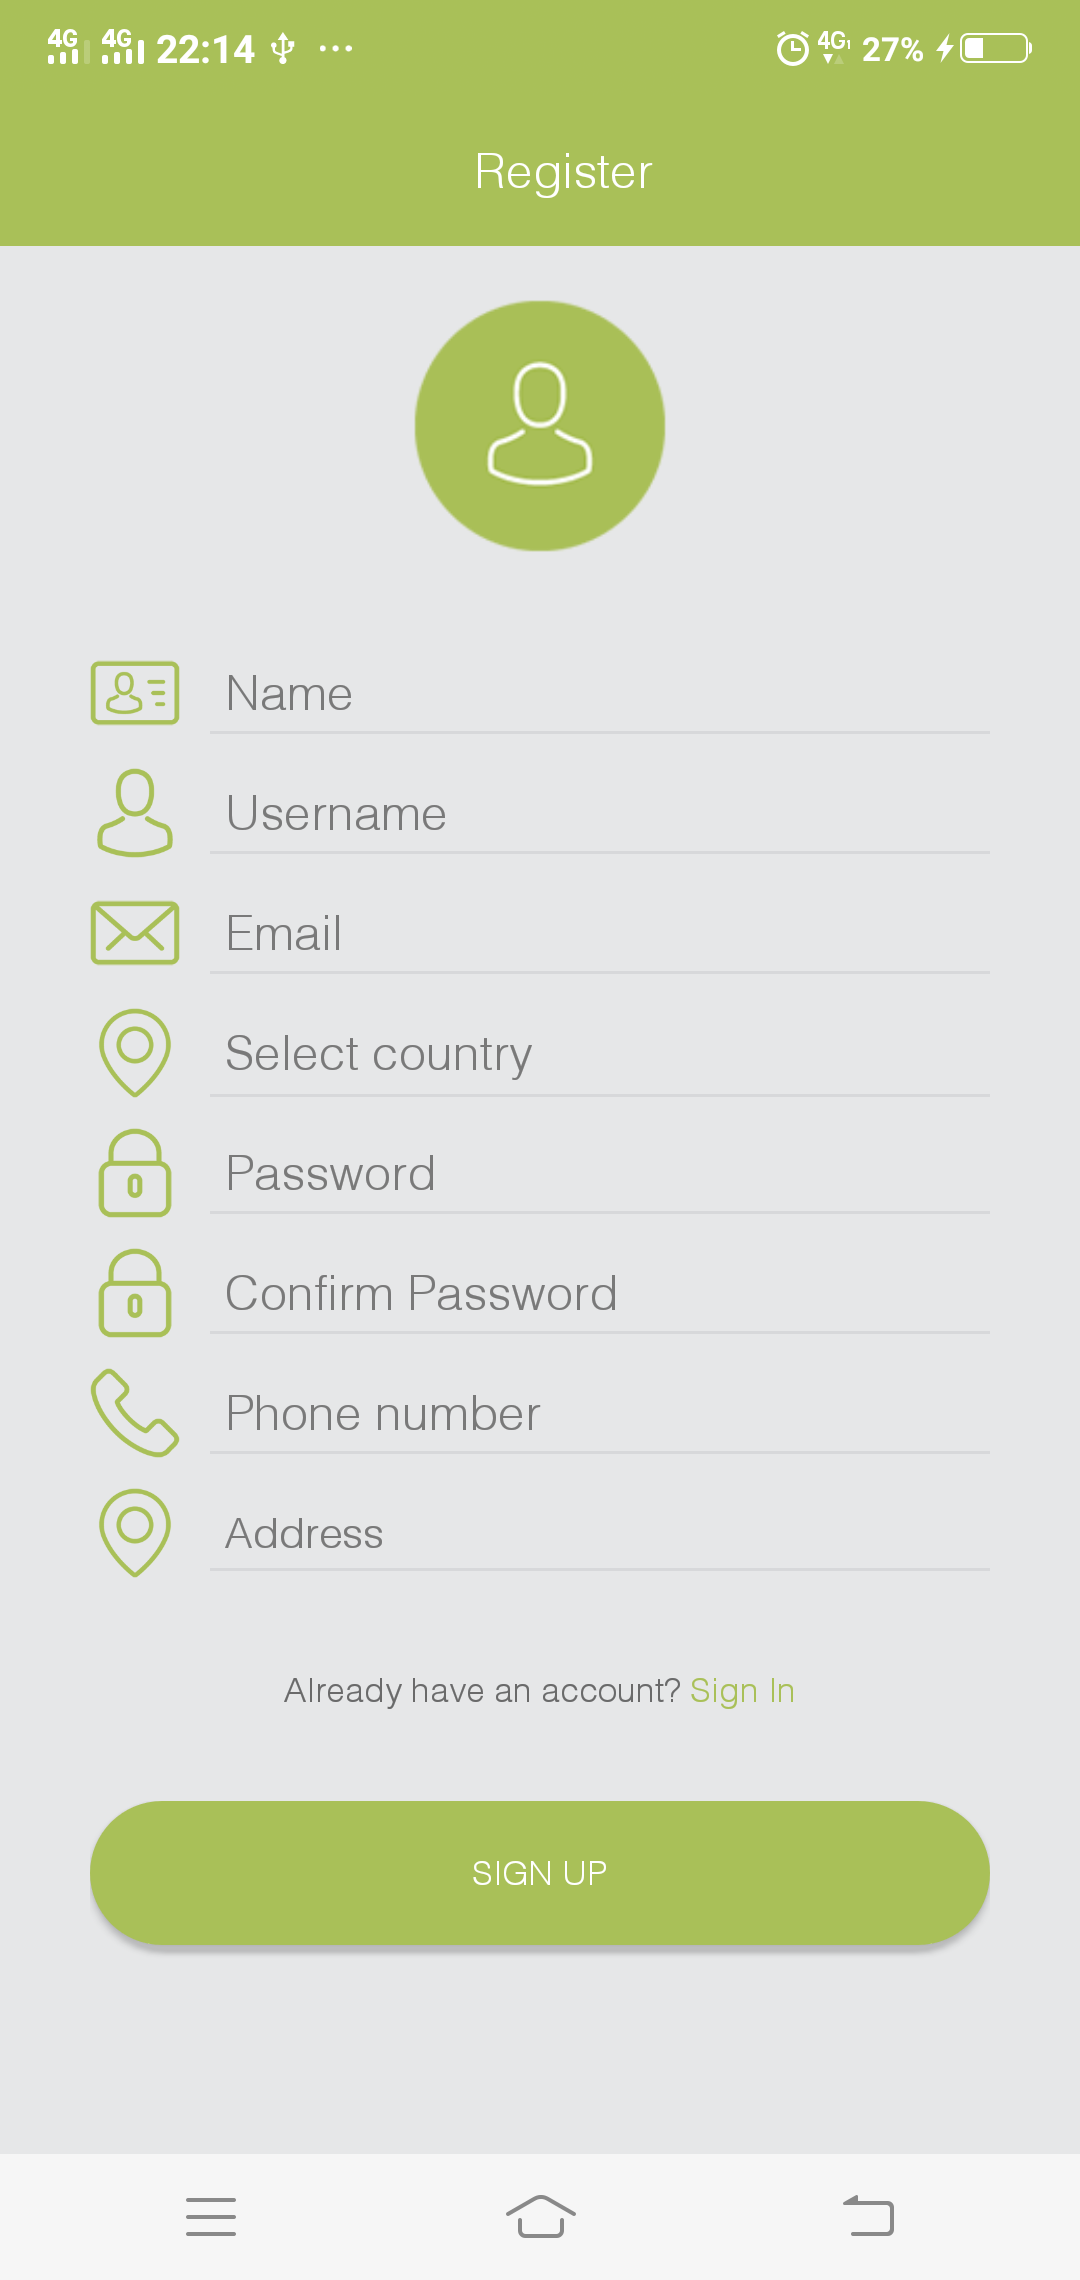 4G 4G 22:14 ... 4G1 27%
Register
Name
Username
Email
Select country
Password
Confirm Password
Phone number
Address
Already have an account? Sign In
SIGN UP